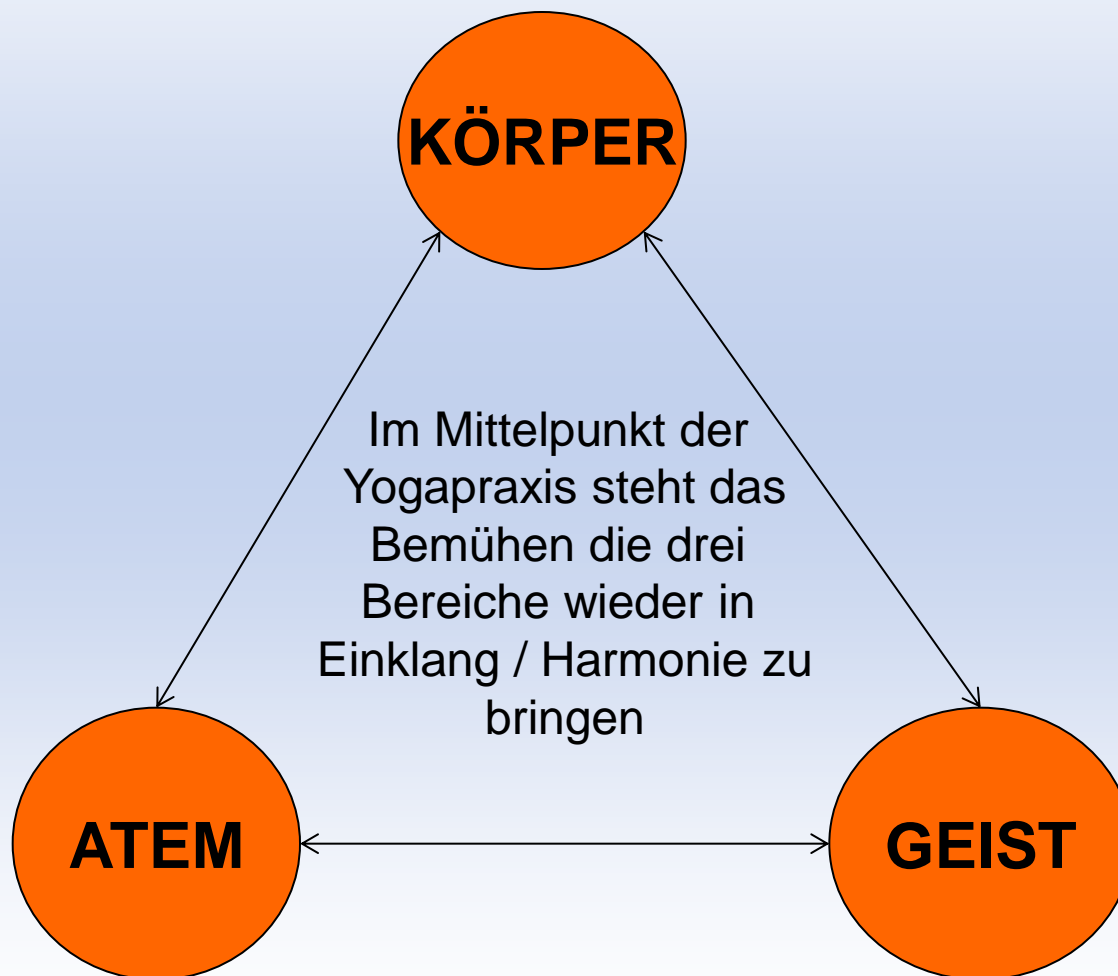 KÖRPER
Im Mittelpunkt der
Yogapraxis steht das
Bemühen die drei
Bereiche wieder in
Einklang / Harmonie zu
bringen
ATEM
GEIST